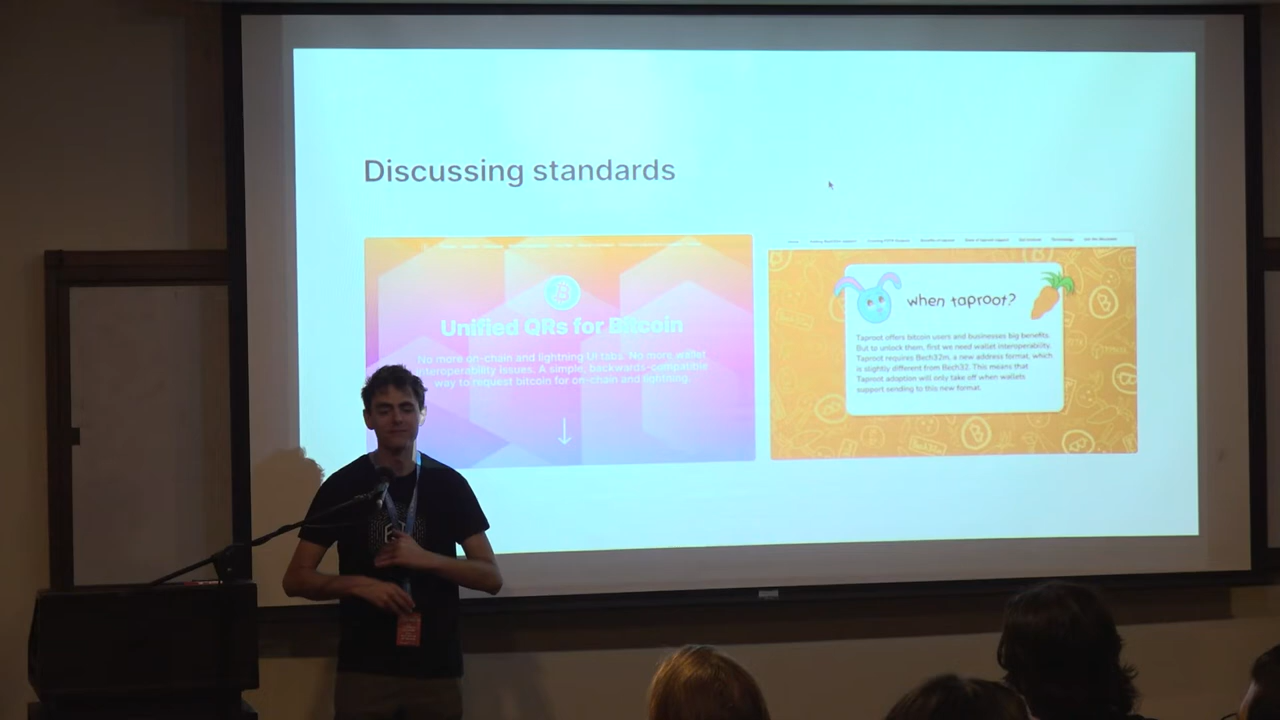 Discussing standards
Unified QRs for Bitcoin
No more on-chain and lightning UI tabs. No more wallet
interoperability issues. A simple, backwards-compatible
way to request bitcoin for on-chain and lightning.
when taproot?
Taproot offers bitcoin users and businesses big benefits.
But to unlock them, first we need wallet interoperability.
Taproot requires Bech32m, a new address format, which
is slightly different from Bech32. This means that
Taproot adoption will only take off when wallets
support sending to this new format.